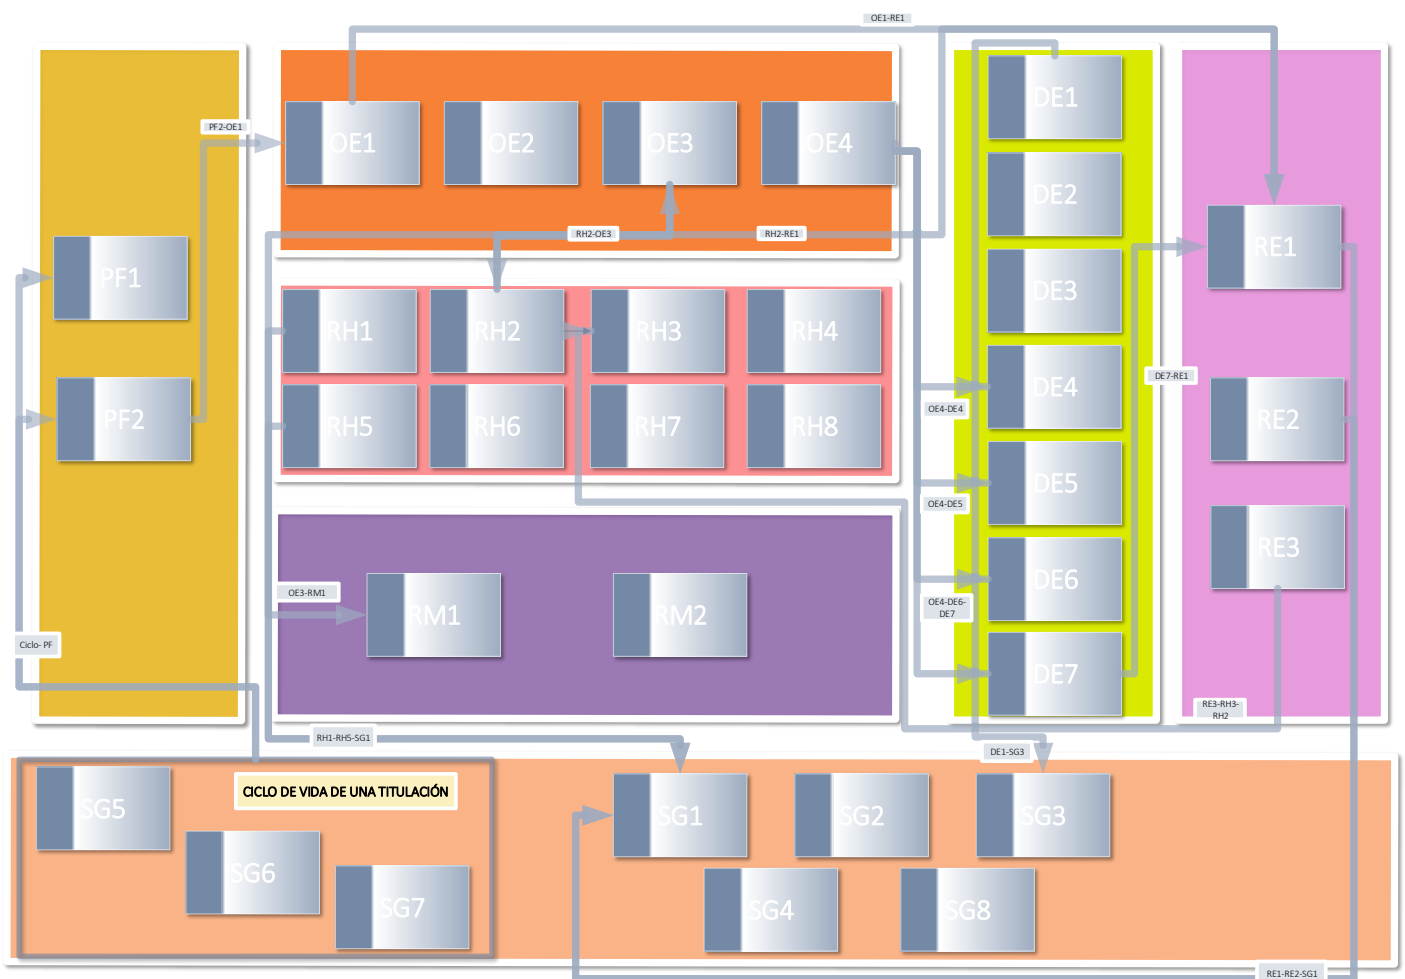 OE1-RE1
PF2-OE1
OE1
OE2
OE3
OE4
DE1
DE2
RH2-OE3
RH2-RE1
RE1
PF1
DE3
RH1
RH2
RH3
RH4
DE7-RE1
DE4
OE4-DE4
PF2
RH5
RH6
RH7
RH8
RE2
DE5
OE4-DE5
RE3
DE6
OE3-RM1
OE4-DE6-
DE7
RM1
RM2
Ciclo- PF
DE7
RE3-RH3-
RH2
RH1-RH5-SG1
DE1-SG3
CICLO DE VIDA DE UNA TITULACIÓN
SG5
SG1
SG2
SG3
SG6
SG7
SG4
SG8
RE1-RE2-SG1